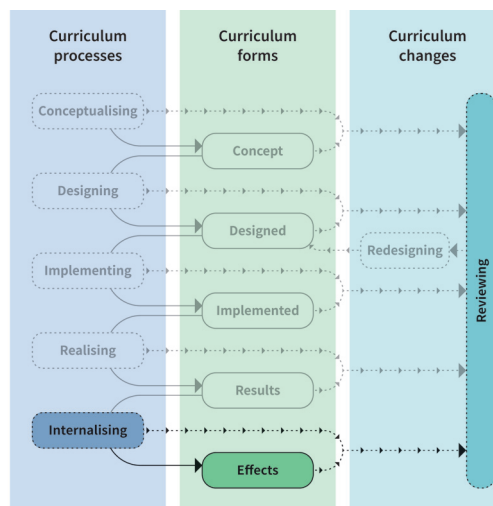 Curriculum processes
Curriculum forms
Curriculum changes
Conceptualising
Concept
Designing
Designed
Redesigning
Implementing
Implemented
Reviewing
Realising
Results
Internalising
Effects